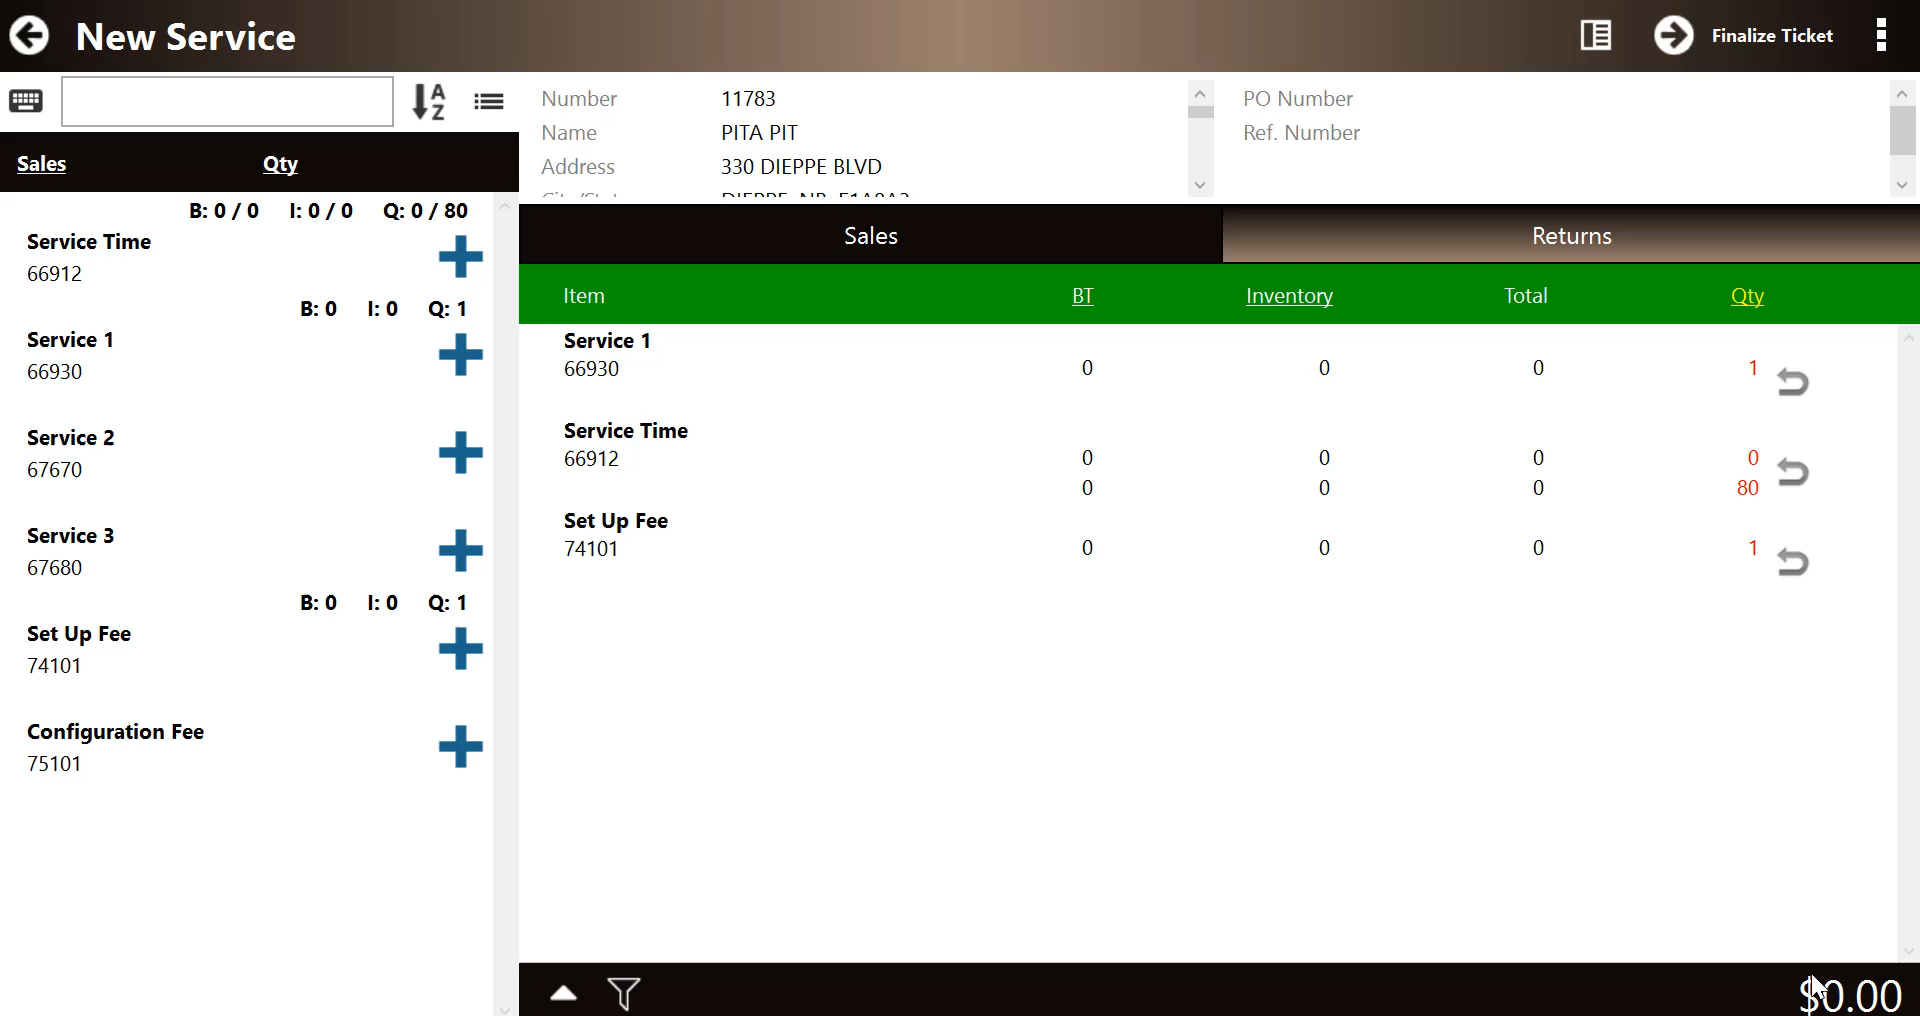 New Service
Finalize Ticket
A
Z
Number 11783
Name PITA PIT
Address 330 DIEPPE BLVD
PO Number
Ref. Number
Sales Qty
B: 0 / 0 I: 0 / 0 Q: 0 / 80
Service Time
66912
B: 0 I: 0 Q: 1
Service 1
66930
Service 2
67670
Service 3
67680
B: 0 I: 0 Q: 1
Set Up Fee
74101
Configuration Fee
75101
Sales Returns
Item BT Inventory Total Qty
Service 1
66930 0 0 0 1
Service Time
66912 0 0 0 0
0 0 0 80
Set Up Fee
74101 0 0 0 1
$0.00